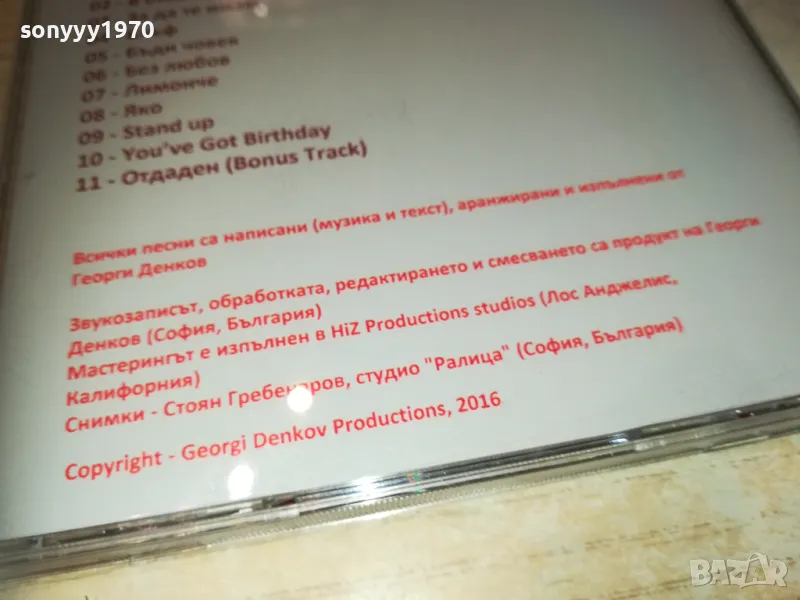 sonyyy1970
05 - Бъди човек
06 - Без любов
07 - Лимонче
08 - Яко
09 - Stand up
10 - You've Got Birthday
11 - Отдаден (Bonus Track)
Всички песни са написани (музика и текст), аранжирани и изпълнени от
Георги Денков
Звукозаписът, обработката, редактирането и смесването са продукт на Георги
Денков (София, България)
Мастерингът е изпълнен в HiZ Productions studios (Лос Анджелис,
Калифорния)
Снимки - Стоян Гребенаров, студио "Ралица" (София, България)
Copyright - Georgi Denkov Productions, 2016
BAZAR